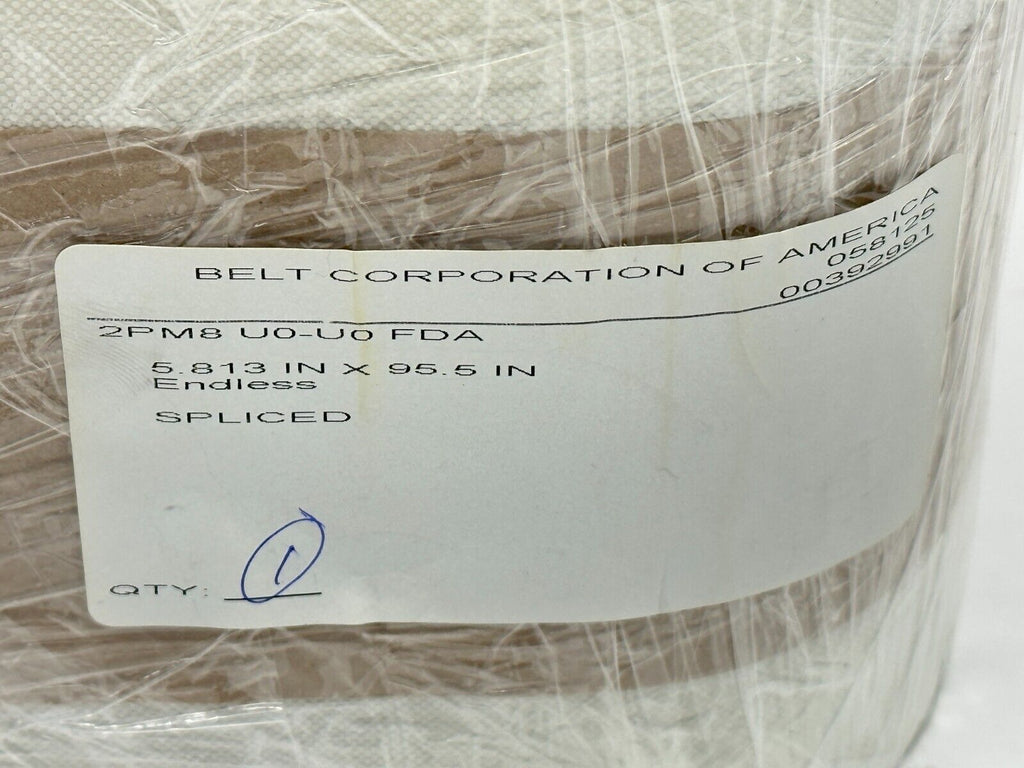 BELT CORPORATION OF AMERICA
058125
00392991
2PM8 U0-U0 FDA
5.813 IN X 95.5 IN
Endless
SPLICED
QTY: 1